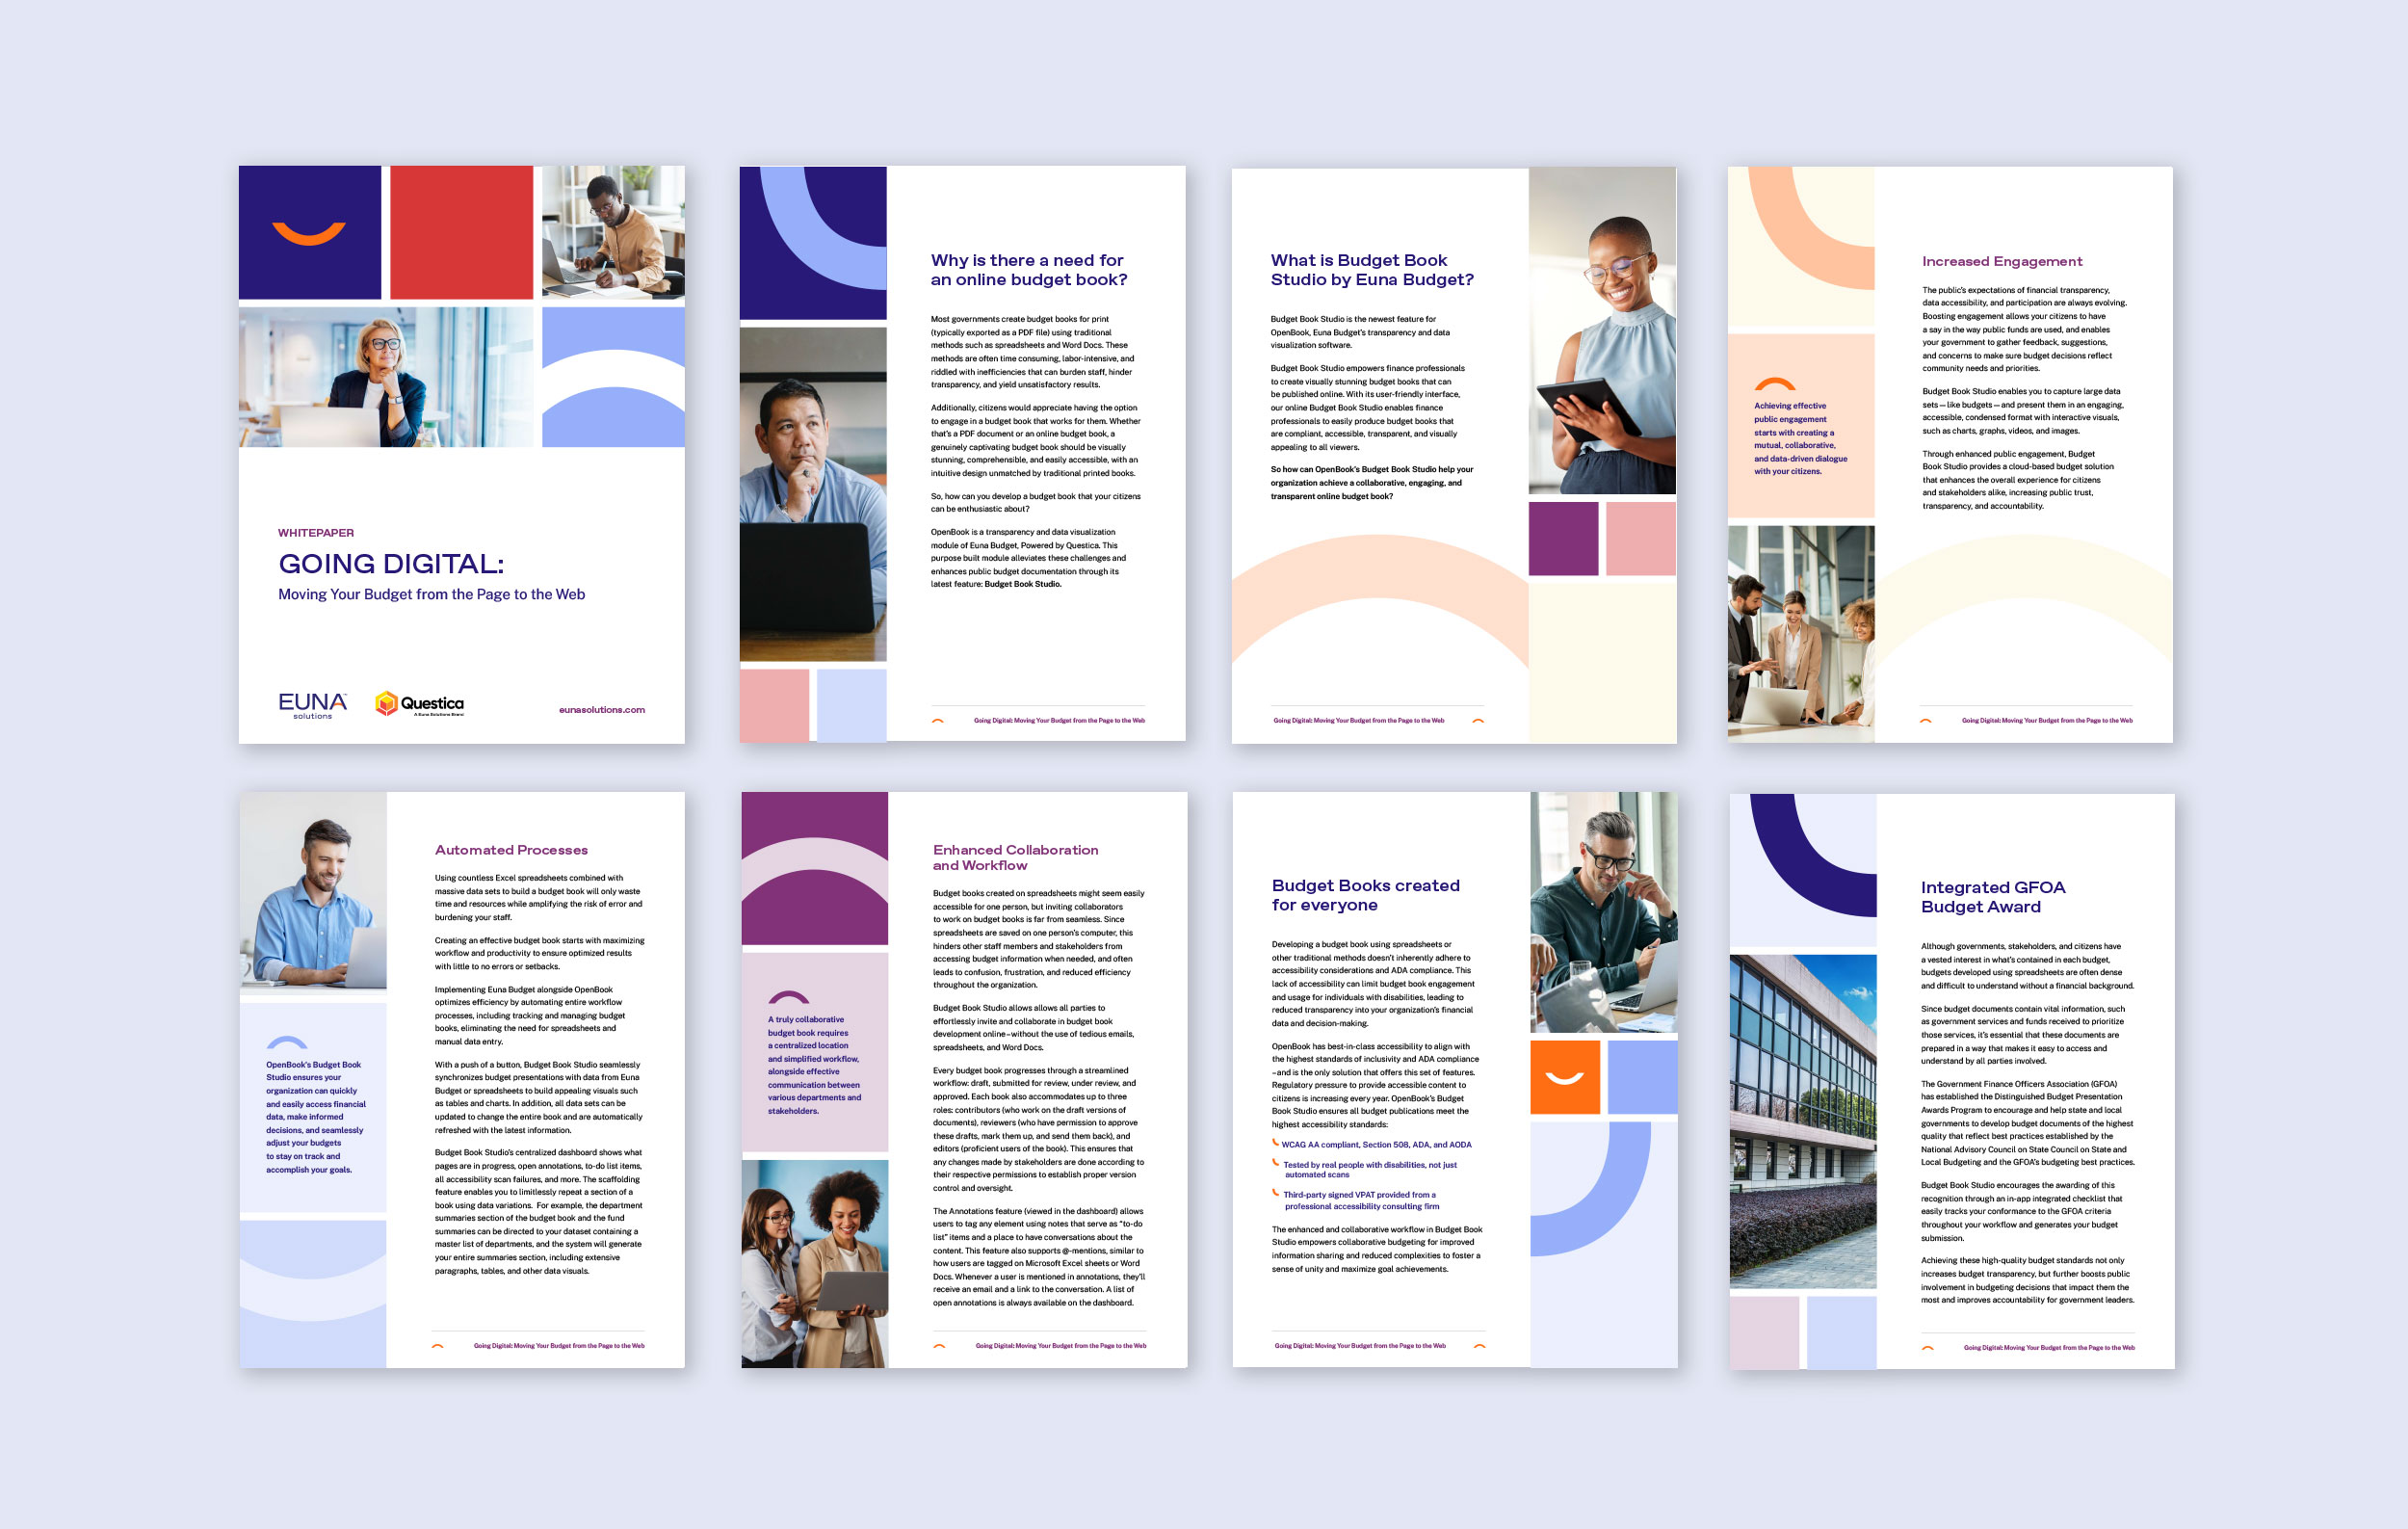 WHITEPAPER
GOING DIGITAL:
Moving Your Budget from the Page to the Web
EUNA
solutions
Questica
A Euna Solutions Brand
eunasolutions.com
Why is there a need for
an online budget book?
Most governments create budget books for print
(typically exported as a PDF file) using traditional
methods such as spreadsheets and Word Docs. These
methods are often time consuming, labor-intensive, and
riddled with inefficiencies that can burden staff, hinder
transparency, and yield unsatisfactory results.
Additionally, citizens would appreciate having the option
to engage in a budget book that works for them. Whether
that's a PDF document or an online budget book, a
genuinely captivating budget book should be visually
stunning, comprehensible, and easily accessible, with an
intuitive design unmatched by traditional printed books.
So, how can you develop a budget book that your citizens
can be enthusiastic about?
OpenBook is a transparency and data visualization
module of Euna Budget, Powered by Questica. This
purpose built module alleviates these challenges and
enhances public budget documentation through its
latest feature: Budget Book Studio.
Going Digital: Moving Your Budget from the Page to the Web
What is Budget Book
Studio by Euna Budget?
Budget Book Studio is the newest feature for
OpenBook, Euna Budget's transparency and data
visualization software.
Budget Book Studio empowers finance professionals
to create visually stunning budget books that can
be published online. With its user-friendly interface,
our online Budget Book Studio enables finance
professionals to easily produce budget books that
are compliant, accessible, transparent, and visually
appealing to all viewers.
So how can OpenBook's Budget Book Studio help your
organization achieve a collaborative, engaging, and
transparent online budget book?
Going Digital: Moving Your Budget from the Page to the Web
Achieving effective
public engagement
starts with creating a
mutual, collaborative,
and data-driven dialogue
with your citizens.
Increased Engagement
The public's expectations of financial transparency,
data accessibility, and participation are always evolving.
Boosting engagement allows your citizens to have
a say in the way public funds are used, and enables
your government to gather feedback, suggestions,
and concerns to make sure budget decisions reflect
community needs and priorities.
Budget Book Studio enables you to capture large data
sets—like budgets—and present them in an engaging,
accessible, condensed format with interactive visuals,
such as charts, graphs, videos, and images.
Through enhanced public engagement, Budget
Book Studio provides a cloud-based budget solution
that enhances the overall experience for citizens
and stakeholders alike, increasing public trust,
transparency, and accountability.
Going Digital: Moving Your Budget from the Page to the Web
OpenBook's Budget Book
Studio ensures your
organization can quickly
and easily access financial
data, make informed
decisions, and seamlessly
adjust your budgets
to stay on track and
accomplish your goals.
Automated Processes
Using countless Excel spreadsheets combined with
massive data sets to build a budget book will only waste
time and resources while amplifying the risk of error and
burdening your staff.
Creating an effective budget book starts with maximizing
workflow and productivity to ensure optimized results
with little to no errors or setbacks.
Implementing Euna Budget alongside OpenBook
optimizes efficiency by automating entire workflow
processes, including tracking and managing budget
books, eliminating the need for spreadsheets and
manual data entry.
With a push of a button, Budget Book Studio seamlessly
synchronizes budget presentations with data from Euna
Budget or spreadsheets to build appealing visuals such
as tables and charts. In addition, all data sets can be
updated to change the entire book and are automatically
refreshed with the latest information.
Budget Book Studio's centralized dashboard shows what
pages are in progress, open annotations, to-do list items,
all accessibility scan failures, and more. The scaffolding
feature enables you to limitlessly repeat a section of a
book using data variations. For example, the department
summaries section of the budget book and the fund
summaries can be directed to your dataset containing a
master list of departments, and the system will generate
your entire summaries section, including extensive
paragraphs, tables, and other data visuals.
Going Digital: Moving Your Budget from the Page to the Web
A truly collaborative
budget book requires
a centralized location
and simplified workflow,
alongside effective
communication between
various departments and
stakeholders.
Enhanced Collaboration
and Workflow
Budget books created on spreadsheets might seem easily
accessible for one person, but inviting collaborators
to work on budget books is far from seamless. Since
spreadsheets are saved on one person's computer, this
hinders other staff members and stakeholders from
accessing budget information when needed, and often
leads to confusion, frustration, and reduced efficiency
throughout the organization.
Budget Book Studio allows allows all parties to
effortlessly invite and collaborate in budget book
development online–without the use of tedious emails,
spreadsheets, and Word Docs.
Every budget book progresses through a streamlined
workflow: draft, submitted for review, under review, and
approved. Each book also accommodates up to three
roles: contributors (who work on the draft versions of
documents), reviewers (who have permission to approve
these drafts, mark them up, and send them back), and
editors (proficient users of the book). This ensures that
any changes made by stakeholders are done according to
their respective permissions to establish proper version
control and oversight.
The Annotations feature (viewed in the dashboard) allows
users to tag any element using notes that serve as "to-do
list" items and a place to have conversations about the
content. This feature also supports @-mentions, similar to
how users are tagged on Microsoft Excel sheets or Word
Docs. Whenever a user is mentioned in annotations, they'll
receive an email and a link to the conversation. A list of
open annotations is always available on the dashboard.
Going Digital: Moving Your Budget from the Page to the Web
Budget Books created
for everyone
Developing a budget book using spreadsheets or
other traditional methods doesn't inherently adhere to
accessibility considerations and ADA compliance. This
lack of accessibility can limit budget book engagement
and usage for individuals with disabilities, leading to
reduced transparency into your organization's financial
data and decision-making.
OpenBook has best-in-class accessibility to align with
the highest standards of inclusivity and ADA compliance
–and is the only solution that offers this set of features.
Regulatory pressure to provide accessible content to
citizens is increasing every year. OpenBook's Budget
Book Studio ensures all budget publications meet the
highest accessibility standards:
WCAG AA compliant, Section 508, ADA, and AODA
Tested by real people with disabilities, not just
automated scans
Third-party signed VPAT provided from a
professional accessibility consulting firm
The enhanced and collaborative workflow in Budget Book
Studio empowers collaborative budgeting for improved
information sharing and reduced complexities to foster a
sense of unity and maximize goal achievements.
Going Digital: Moving Your Budget from the Page to the Web
Integrated GFOA
Budget Award
Although governments, stakeholders, and citizens have
a vested interest in what's contained in each budget,
budgets developed using spreadsheets are often dense
and difficult to understand without a financial background.
Since budget documents contain vital information, such
as government services and funds received to prioritize
those services, it's essential that these documents are
prepared in a way that makes it easy to access and
understand by all parties involved.
The Government Finance Officers Association (GFOA)
has established the Distinguished Budget Presentation
Awards Program to encourage and help state and local
governments to develop budget documents of the highest
quality that reflect best practices established by the
National Advisory Council on State Council on State and
Local Budgeting and the GFOA's budgeting best practices.
Budget Book Studio encourages the awarding of this
recognition through an in-app integrated checklist that
easily tracks your conformance to the GFOA criteria
throughout your workflow and generates your budget
submission.
Achieving these high-quality budget standards not only
increases budget transparency, but further boosts public
involvement in budgeting decisions that impact them the
most and improves accountability for government leaders.
Going Digital: Moving Your Budget from the Page to the Web